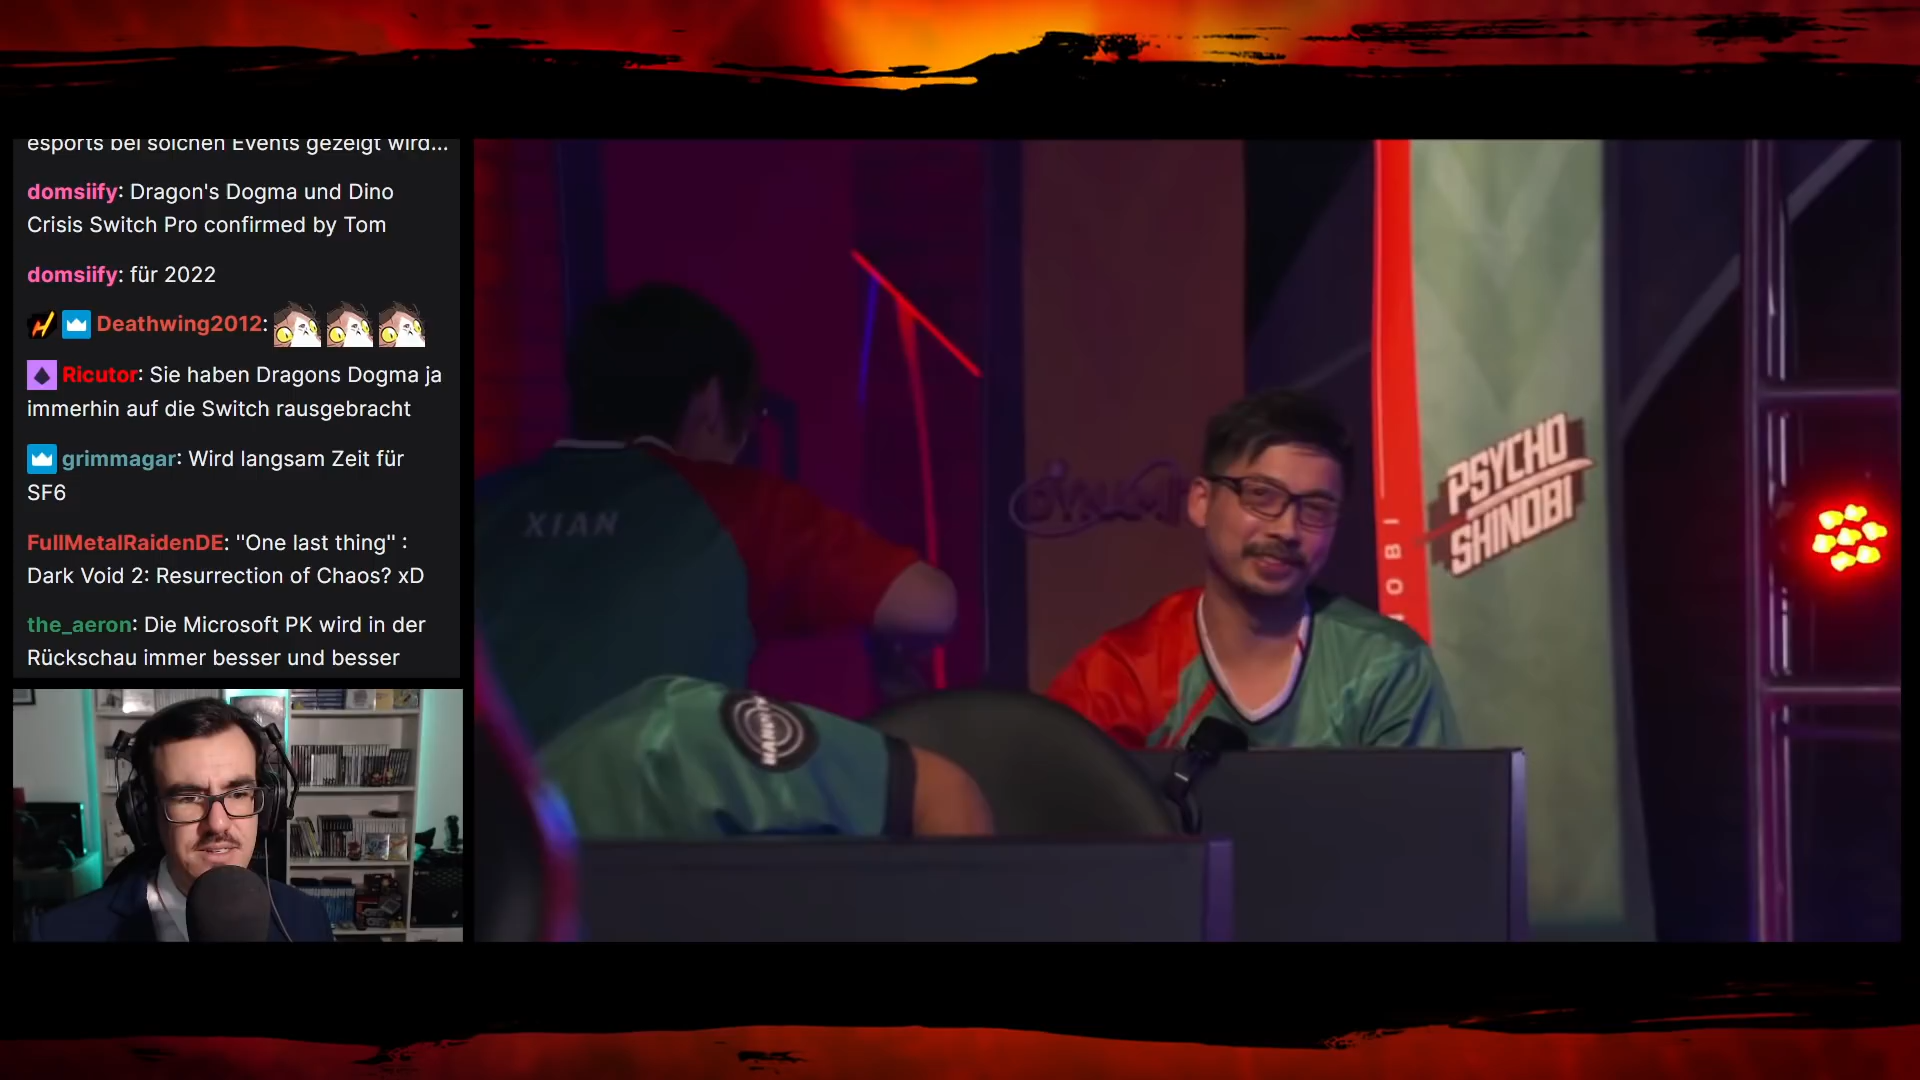 esports bei solchen Events gezeigt wird...
domsiify: Dragon's Dogma und Dino
Crisis Switch Pro confirmed by Tom
domsiify: für 2022
Deathwing2012:
Ricutor: Sie haben Dragons Dogma ja
immerhin auf die Switch rausgebracht
grimmagar: Wird langsam Zeit für
SF6
FullMetalRaidenDE: "One last thing" :
Dark Void 2: Resurrection of Chaos? xD
the_aeron: Die Microsoft PK wird in der
Rückschau immer besser und besser
XIAN
PSYCHO
SHINOBI